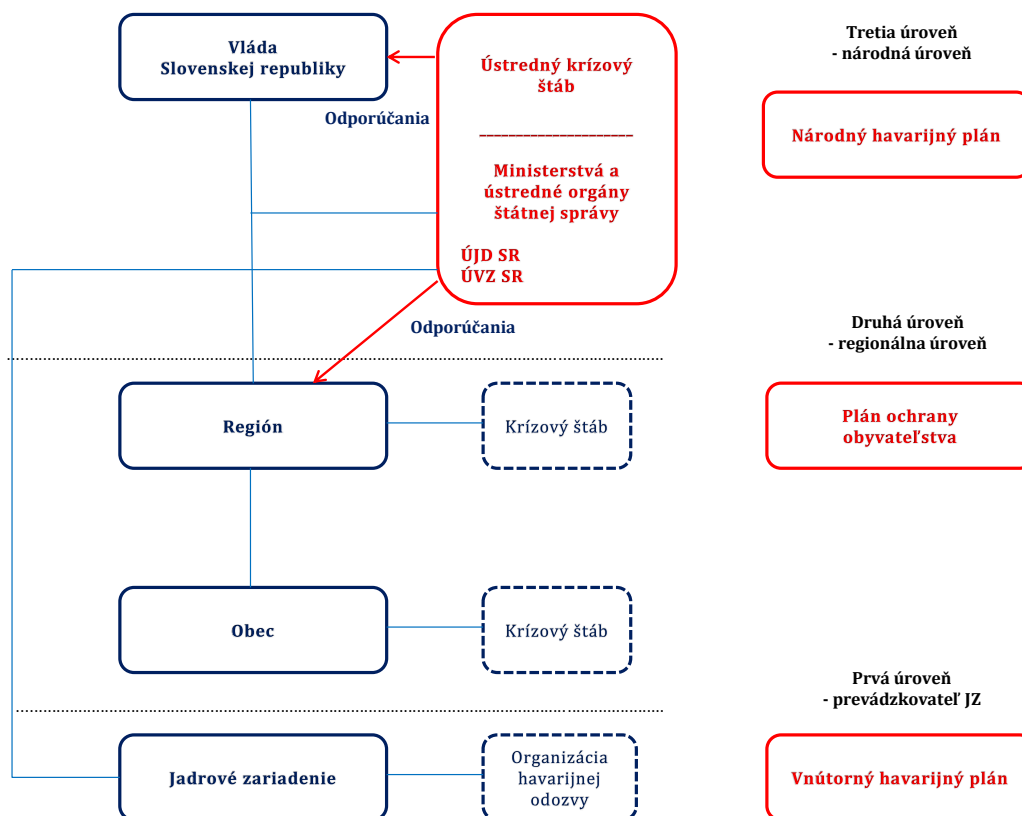 Vláda
Slovenskej republiky
Odporúčania
Ústredný krízový
štáb
_____________________
Ministerstvá a
ústredné orgány
štátnej správy
ÚJD SR
ÚVZ SR
Odporúčania
Tretia úroveň
- národná úroveň
Národný havarijný plán
Druhá úroveň
- regionálna úroveň
Región
Krízový štáb
Plán ochrany
obyvateľstva
Obec
Krízový štáb
Prvá úroveň
- prevádzkovateľ JZ
Jadrové zariadenie
Organizácia
havarijnej
odozvy
Vnútorný havarijný plán